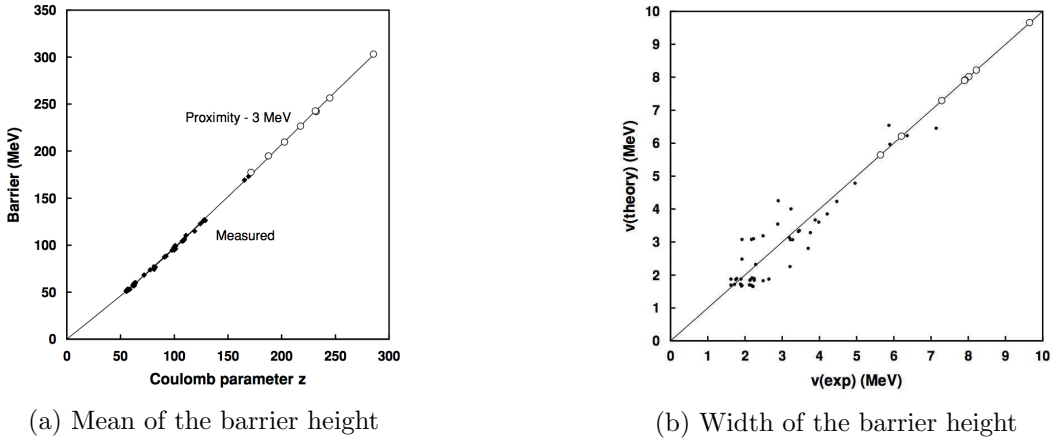 350
300
250
200
150
100
50
0
Barrier (MeV)
Proximity - 3 MeV
Measured
0 50 100 150 200 250 300
Coulomb parameter z
(a) Mean of the barrier height
10
9
8
7
6
5
4
3
2
1
0
v(theory) (MeV)
0 1 2 3 4 5 6 7 8 9 10
v(exp) (MeV)
(b) Width of the barrier height